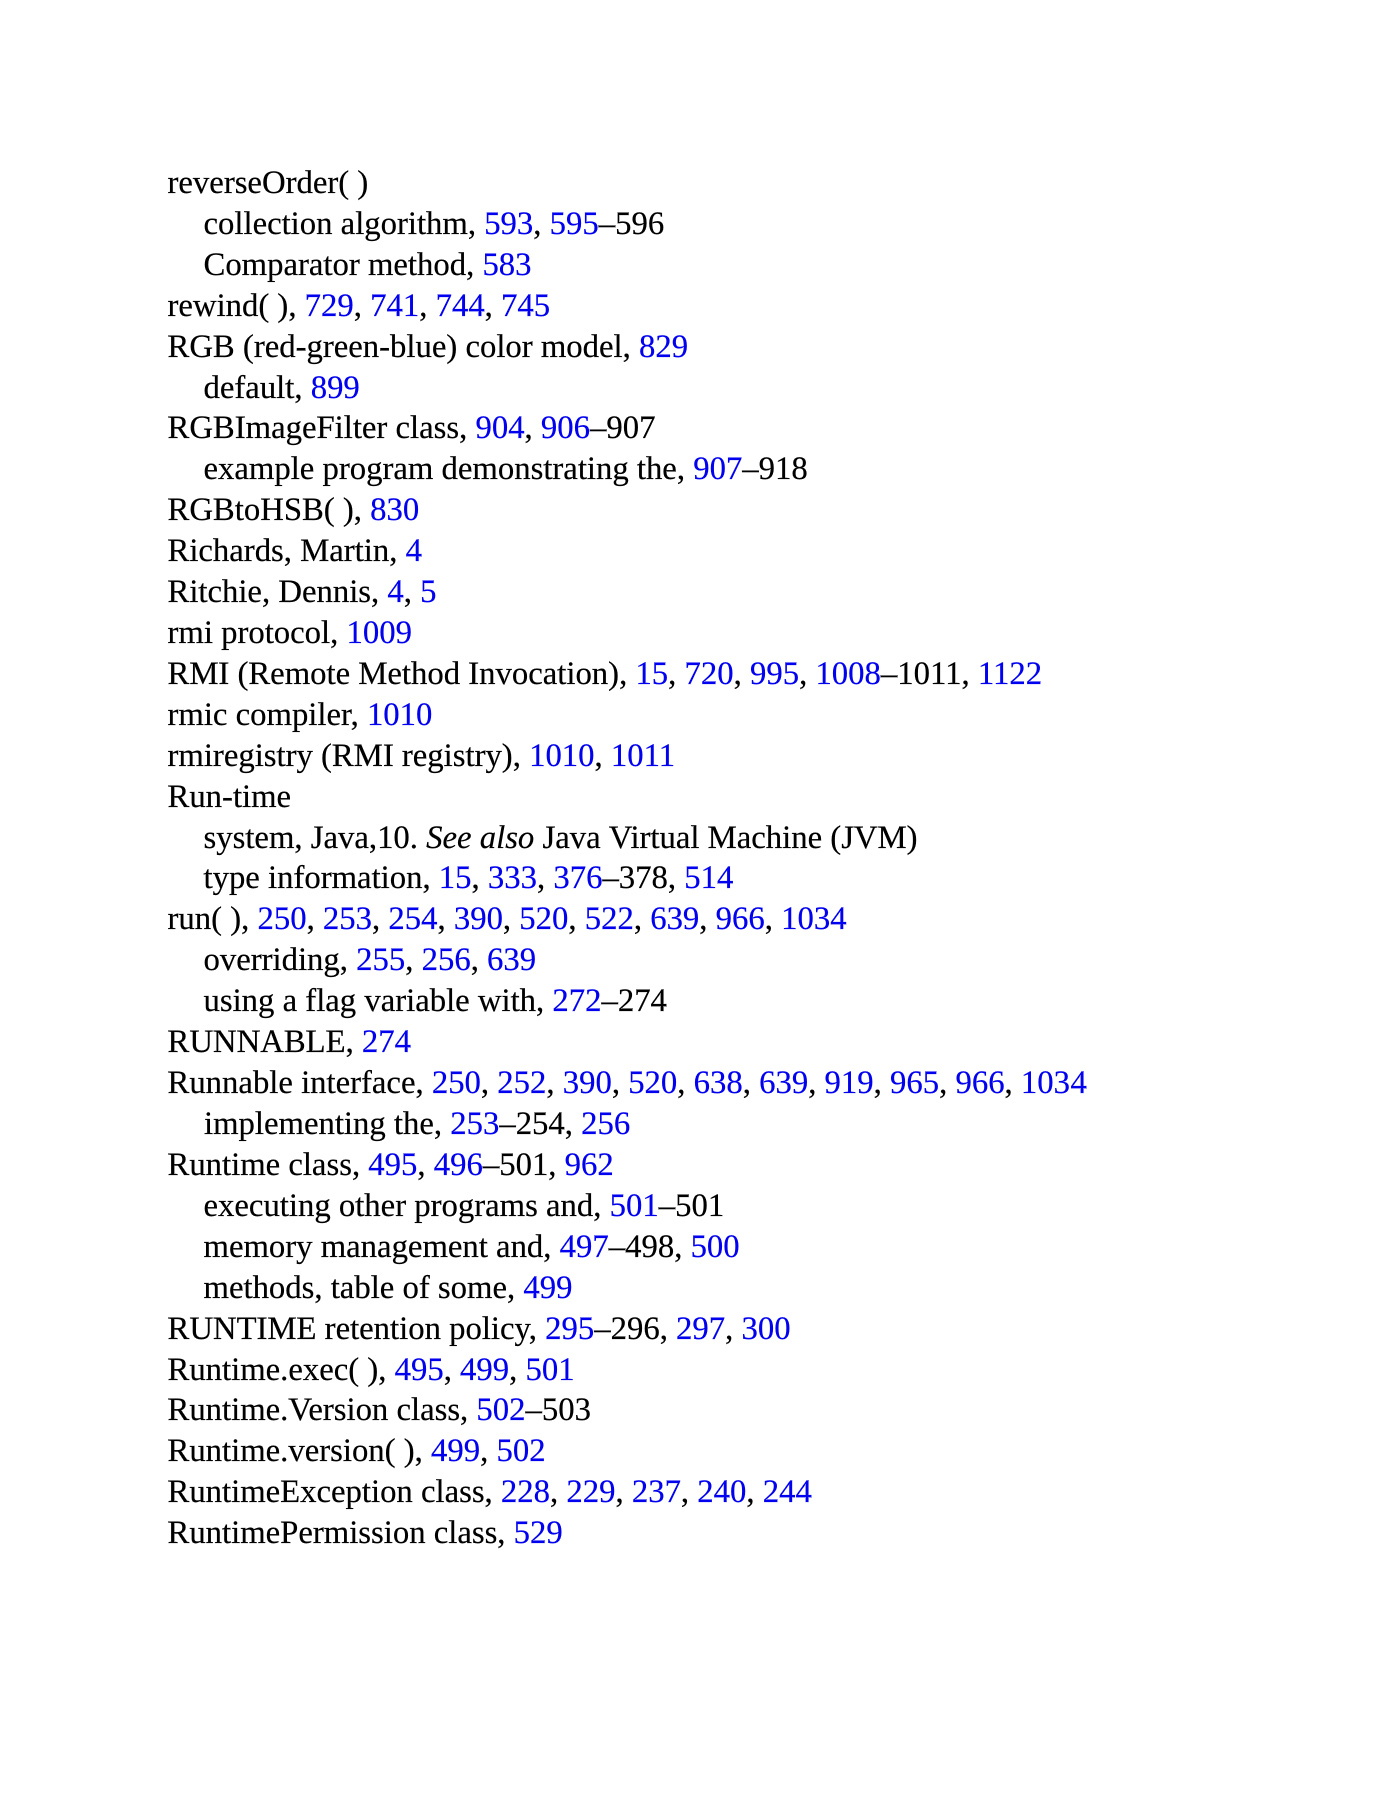 reverseOrder( )
collection algorithm, 593, 595–596
Comparator method, 583
rewind( ), 729, 741, 744, 745
RGB (red-green-blue) color model, 829
default, 899
RGBImageFilter class, 904, 906–907
example program demonstrating the, 907–918
RGBtoHSB( ), 830
Richards, Martin, 4
Ritchie, Dennis, 4, 5
rmi protocol, 1009
RMI (Remote Method Invocation), 15, 720, 995, 1008–1011, 1122
rmic compiler, 1010
rmiregistry (RMI registry), 1010, 1011
Run-time
system, Java,10. See also Java Virtual Machine (JVM)
type information, 15, 333, 376–378, 514
run( ), 250, 253, 254, 390, 520, 522, 639, 966, 1034
overriding, 255, 256, 639
using a flag variable with, 272–274
RUNNABLE, 274
Runnable interface, 250, 252, 390, 520, 638, 639, 919, 965, 966, 1034
implementing the, 253–254, 256
Runtime class, 495, 496–501, 962
executing other programs and, 501–501
memory management and, 497–498, 500
methods, table of some, 499
RUNTIME retention policy, 295–296, 297, 300
Runtime.exec( ), 495, 499, 501
Runtime.Version class, 502–503
Runtime.version( ), 499, 502
RuntimeException class, 228, 229, 237, 240, 244
RuntimePermission class, 529